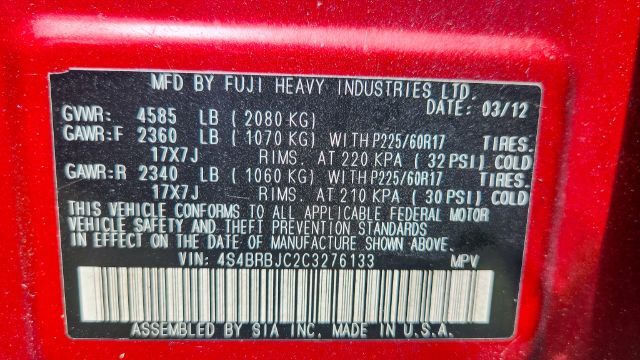 MFD BY FUJI HEAVY INDUSTRIES LTD.
DATE: 03/12
GVWR: 4585 LB (2080 KG)
GAWR:F 2360 LB (1070 KG) WITH P225/60R17 TIRES.
17X7J RIMS. AT 220 KPA (32 PSI) COLD
GAWR:R 2340 LB (1060 KG) WITH P225/60R17 TIRES.
17X7J RIMS. AT 210 KPA (30 PSI) COLD
THIS VEHICLE CONFORMS TO ALL APPLICABLE FEDERAL MOTOR
VEHICLE SAFETY AND THEFT PREVENTION STANDARDS
IN EFFECT ON THE DATE OF MANUFACTURE SHOWN ABOVE.
VIN: 4S4BRBJC2C3276133 MPV
ASSEMBLED BY SIA INC. MADE IN U.S.A.